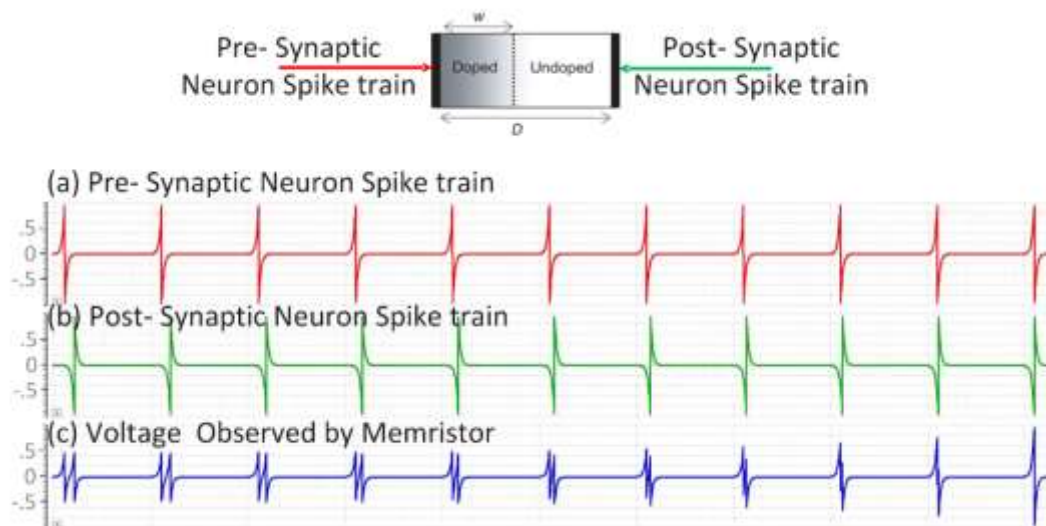 w
Pre- Synaptic
Neuron Spike train
Doped
Undoped
Post- Synaptic
Neuron Spike train
D
(a) Pre- Synaptic Neuron Spike train
.5
0
-.5
(b) Post- Synaptic Neuron Spike train
.5
0
-.5
(c) Voltage Observed by Memristor
.5
0
-.5